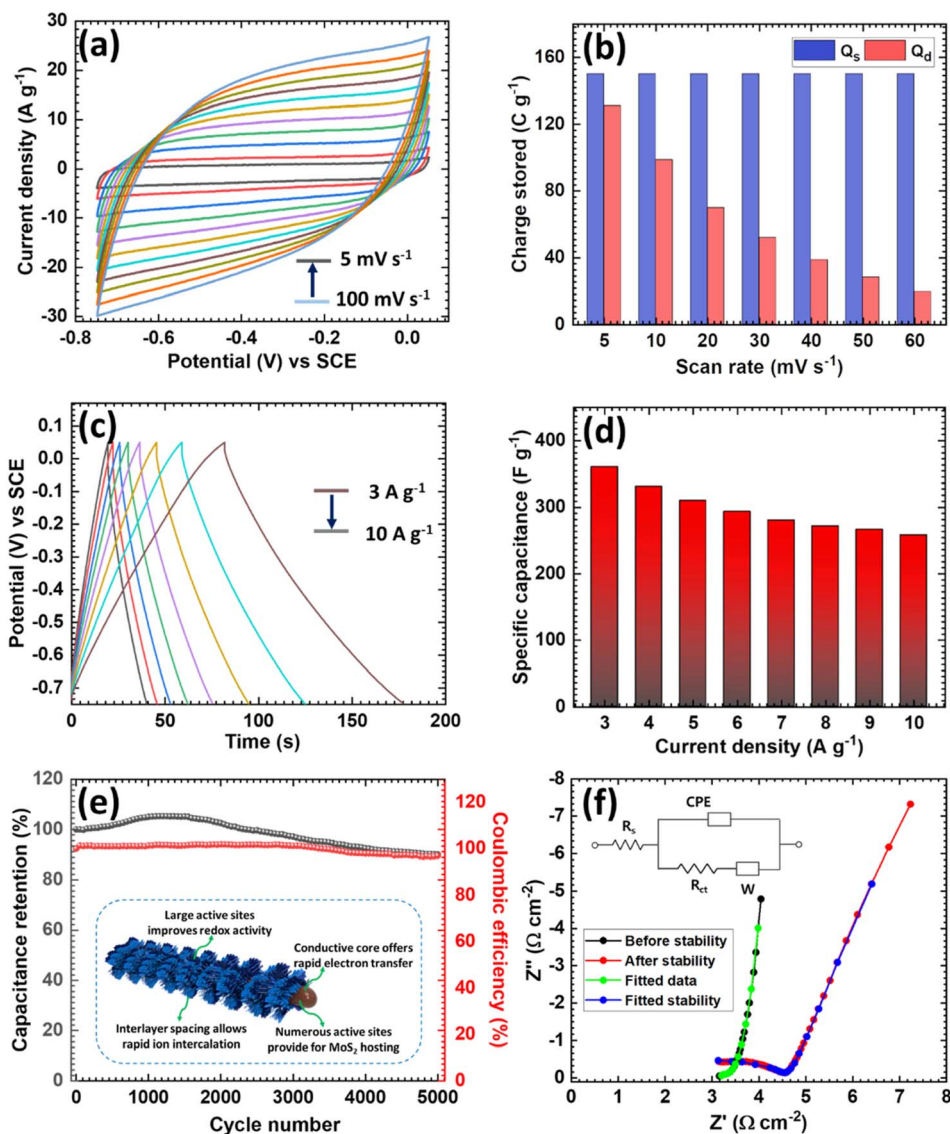 (a)
Current density (A g⁻¹)
30
20
10
0
-10
-20
-30
5 mV s⁻¹
100 mV s⁻¹
-0.8 -0.6 -0.4 -0.2 0.0
Potential (V) vs SCE
(b)
Qs Qd
Charge stored (C g⁻¹)
160
120
80
40
0
5 10 20 30 40 50 60
Scan rate (mV s⁻¹)
(c)
Potential (V) vs SCE
0.1
0.0
-0.1
-0.2
-0.3
-0.4
-0.5
-0.6
-0.7
3 A g⁻¹
10 A g⁻¹
0 50 100 150 200
Time (s)
(d)
Specific capacitance (F g⁻¹)
400
300
200
100
0
3 4 5 6 7 8 9 10
Current density (A g⁻¹)
(e)
Capacitance retention (%)
120
100
80
60
40
20
0
Coulombic efficiency (%)
120
100
80
60
40
20
0
Large active sites
improves redox activity
Conductive core offers
rapid electron transfer
Interlayer spacing allows
rapid ion intercalation
Numerous active sites
provide for MoS₂ hosting
0 1000 2000 3000 4000 5000
Cycle number
(f)
Z'' (Ω cm⁻²)
-8
-7
-6
-5
-4
-3
-2
-1
0
CPE
Rs
Rct W
Before stability
After stability
Fitted data
Fitted stability
0 1 2 3 4 5 6 7 8
Z' (Ω cm⁻²)